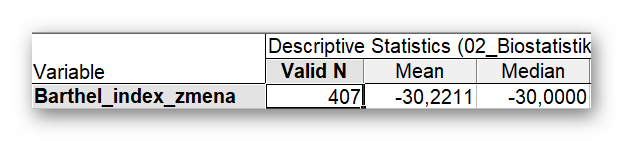 Descriptive Statistics (02_Biostatistik
Variable Valid N Mean Median
Barthel_index_zmena 407 -30,2211 -30,0000